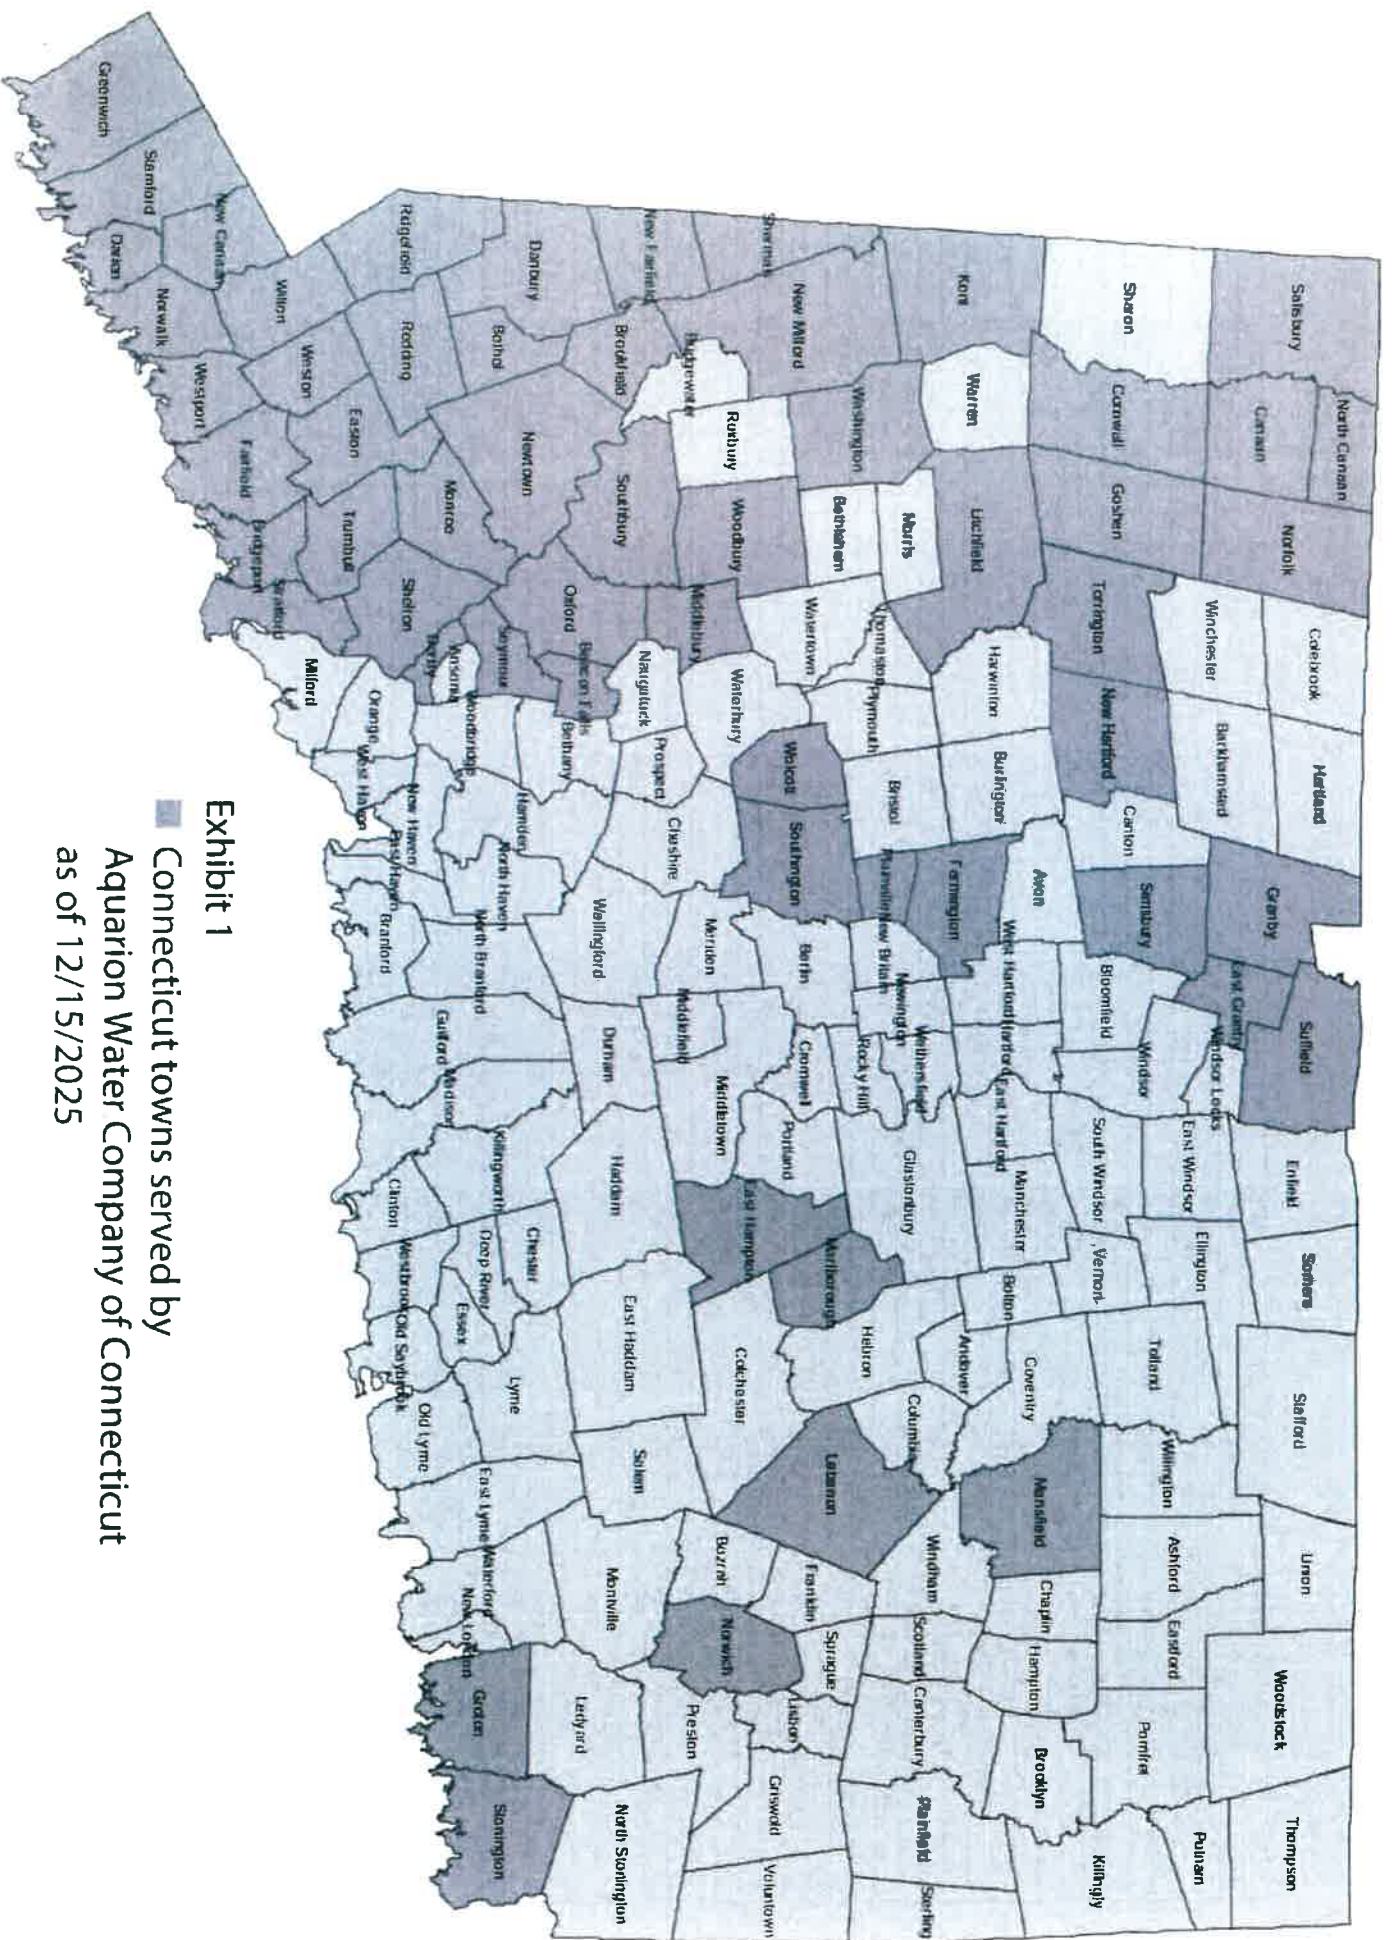 Salisbury
North Canaan
Canaan
Norfolk
Colebrook
Hartland
Granby
Suffield
Enfield
Somers
Stafford
Union
Woodstock
Thompson
Sharon
Cornwall
Goshen
Winchester
Barkhamsted
East Granby
Windsor Locks
East Windsor
Ellington
Putnam
Kent
Warren
Litchfield
Torrington
New Hartford
Canton
Simsbury
Bloomfield
Windsor
South Windsor
Vernon
Tolland
Willington
Ashford
Eastford
Pomfret
Killingly
Sherman
New Milford
Washington
Morris
Bethlehem
Harwinton
Burlington
Avon
Farmington
West Hartford
Hartford
East Hartford
Manchester
Bolton
Andover
Coventry
Mansfield
Chaplin
Hampton
Brooklyn
New Fairfield
Bridgewater
Roxbury
Woodbury
Watertown
Thomaston
Plymouth
Bristol
Plainville
New Britain
Newington
Wethersfield
Rocky Hill
Glastonbury
Hebron
Columbia
Windham
Scotland
Canterbury
Plainfield
Sterling
Danbury
Brookfield
Southbury
Middlebury
Waterbury
Wolcott
Southington
Berlin
Cromwell
Portland
East Hampton
Marlborough
Colchester
Lebanon
Franklin
Sprague
Lisbon
Griswold
Voluntown
Ridgefield
Redding
Bethel
Newtown
Oxford
Beacon Falls
Naugatuck
Prospect
Cheshire
Meriden
Middlefield
Middletown
Bozrah
Norwich
Preston
Wilton
Weston
Easton
Monroe
Seymour
Bethany
Wallingford
Durham
Haddam
East Haddam
Salem
Montville
Ledyard
North Stonington
New Canaan
Stamford
Greenwich
Darien
Norwalk
Westport
Fairfield
Trumbull
Bridgeport
Stratford
Shelton
Derby
Ansonia
Woodbridge
Hamden
North Haven
North Branford
Milford
Orange
West Haven
New Haven
East Haven
Branford
Guilford
Madison
Killingworth
Clinton
Chester
Deep River
Essex
Westbrook
Old Saybrook
Lyme
Old Lyme
East Lyme
Waterford
New London
Groton
Stonington
Exhibit 1
Connecticut towns served by
Aquarion Water Company of Connecticut
as of 12/15/2025